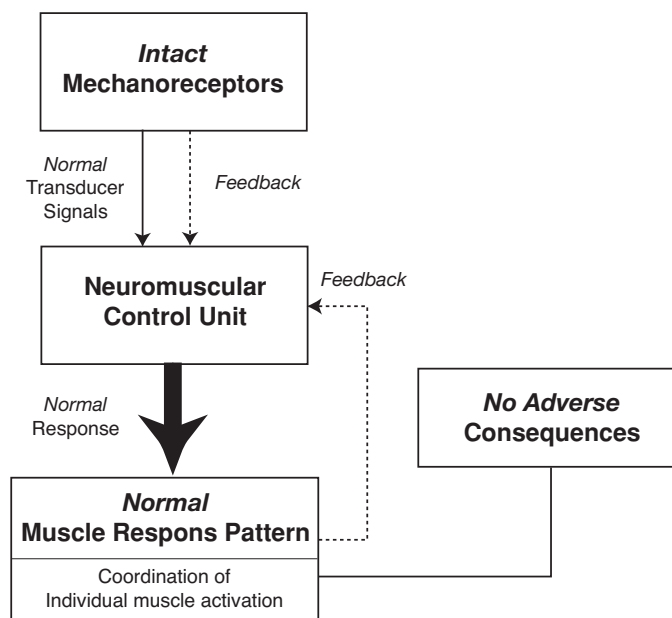 Intact
Mechanoreceptors
Normal
Transducer
Signals
Feedback
Neuromuscular
Control Unit
Feedback
Normal
Response
No Adverse
Consequences
Normal
Muscle Respons Pattern
Coordination of
Individual muscle activation